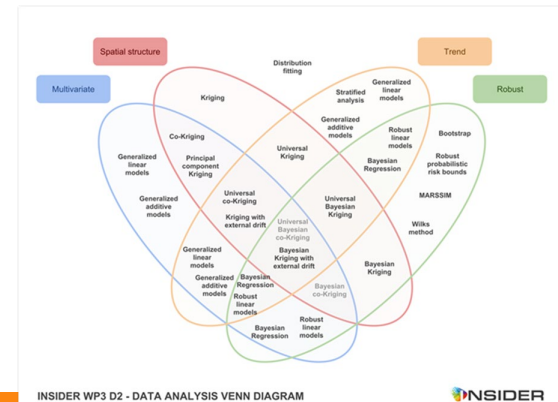 Spatial structure
Trend
Multivariate
Robust
Distribution
fitting
Kriging
Stratified
analysis
Generalized
linear
models
Generalized
additive
models
Robust
linear
models
Bootstrap
Co-Kriging
Principal
component
Kriging
Universal
Kriging
Bayesian
Regression
Robust
probabilistic
risk bounds
Generalized
linear
models
MARSSIM
Generalized
additive
models
Universal
co-Kriging
Universal
Bayesian
Kriging
Kriging with
external drift
Wilks
method
Universal
Bayesian
co-Kriging
Generalized
linear
models
Bayesian
Kriging with
external drift
Bayesian
Kriging
Generalized
additive
models
Bayesian
Regression
Bayesian
co-Kriging
Robust
linear
models
Bayesian
Regression
Robust
linear
models
INSIDER WP3 D2 - DATA ANALYSIS VENN DIAGRAM
INSIDER